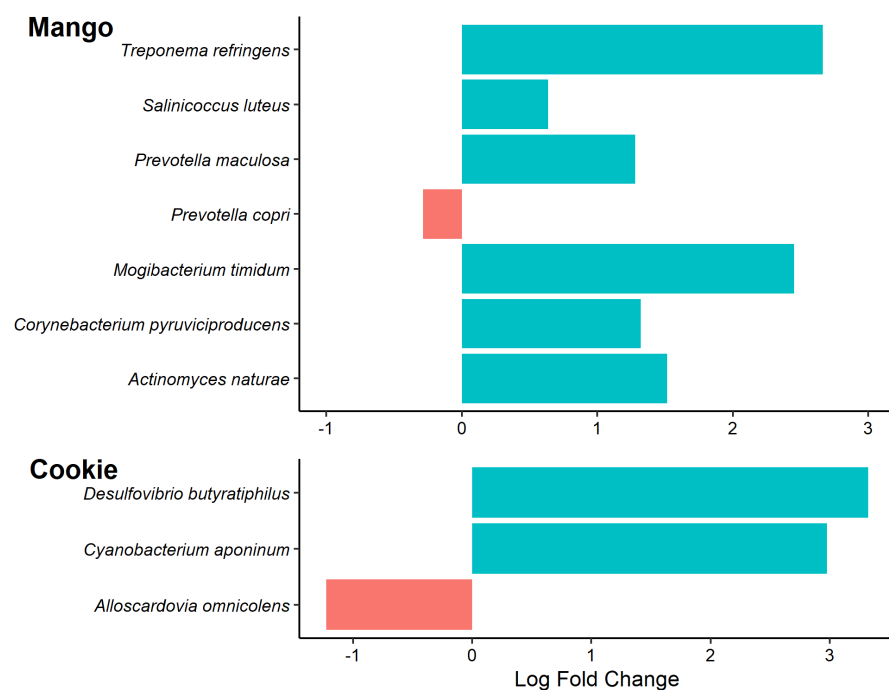 Mango
Treponema refringens
Salinicoccus luteus
Prevotella maculosa
Prevotella copri
Mogibacterium timidum
Corynebacterium pyruviciproducens
Actinomyces naturae
-1 0 1 2 3
Cookie
Desulfovibrio butyratiphilus
Cyanobacterium aponinum
Alloscardovia omnicolens
-1 0 1 2 3
Log Fold Change